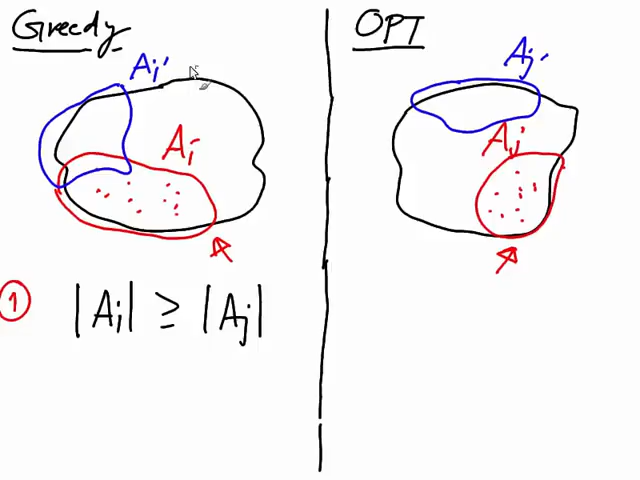 Greedy
OPT
Ai'
Aj'
Ai
Aj
1 |Ai| ≥ |Aj|